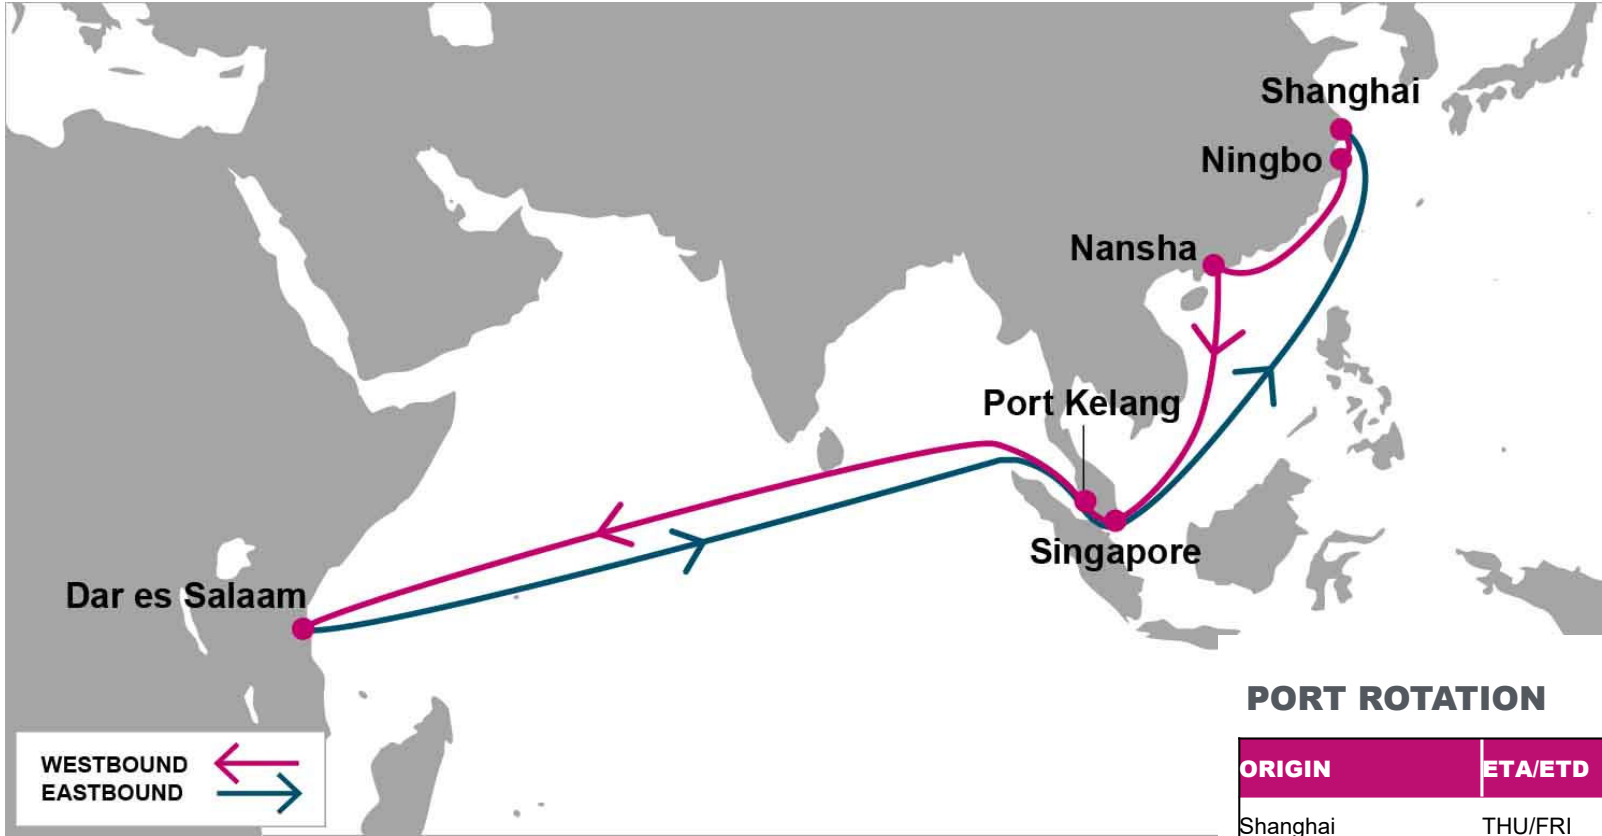 Shanghai
Ningbo
Nansha
Port Kelang
Singapore
Dar es Salaam
WESTBOUND
EASTBOUND
PORT ROTATION
ORIGIN ETA/ETD
Shanghai THU/FRI